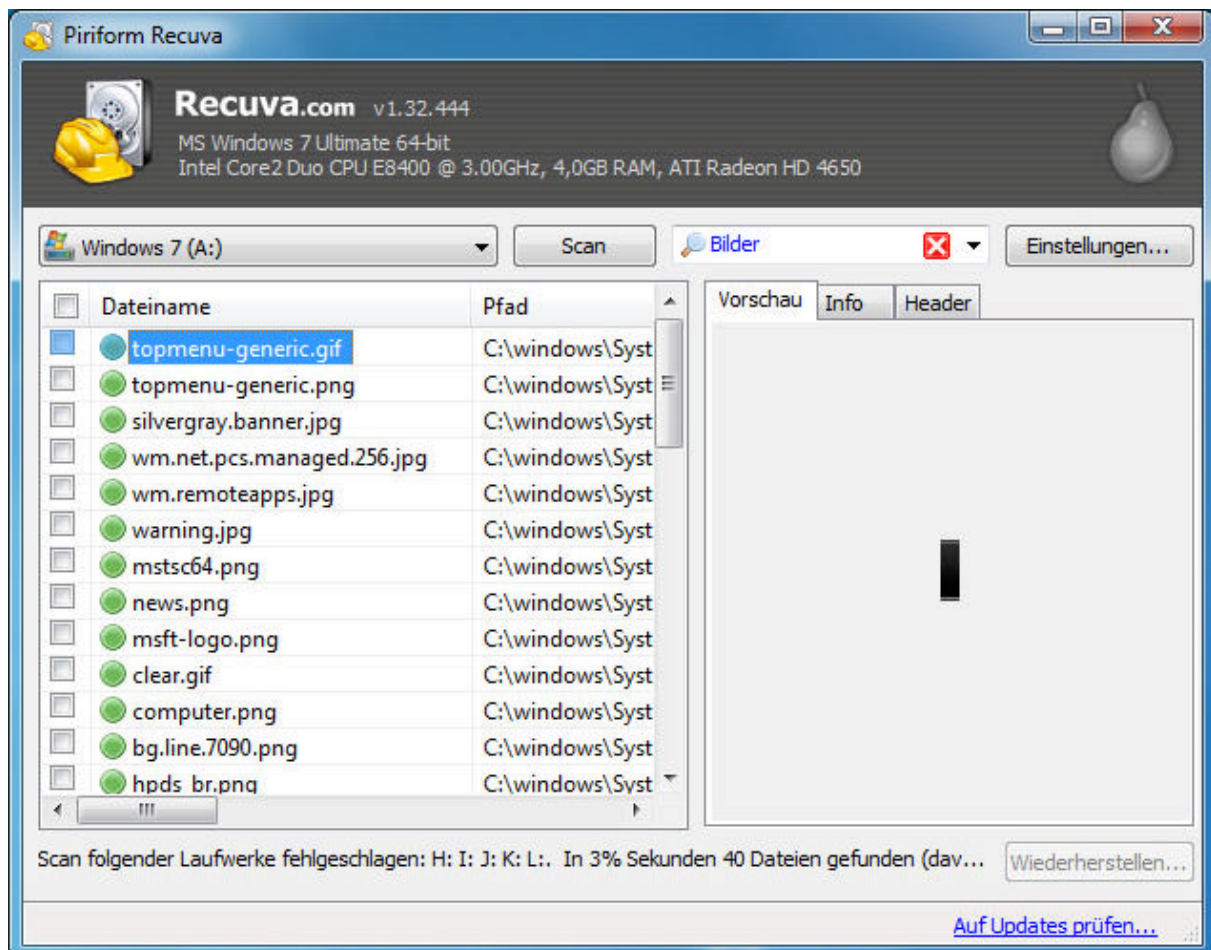 Piriform Recuva
Recuva.com v1.32.444
MS Windows 7 Ultimate 64-bit
Intel Core2 Duo CPU E8400 @ 3.00GHz, 4,0GB RAM, ATI Radeon HD 4650
Windows 7 (A:) Scan Bilder Einstellungen...
Dateiname Pfad Vorschau Info Header
topmenu-generic.gif C:\windows\Syst
topmenu-generic.png C:\windows\Syst
silvergray.banner.jpg C:\windows\Syst
wm.net.pcs.managed.256.jpg C:\windows\Syst
wm.remoteapps.jpg C:\windows\Syst
warning.jpg C:\windows\Syst
mstsc64.png C:\windows\Syst
news.png C:\windows\Syst
msft-logo.png C:\windows\Syst
clear.gif C:\windows\Syst
computer.png C:\windows\Syst
bg.line.7090.png C:\windows\Syst
hpds_br.png C:\windows\Syst
Scan folgender Laufwerke fehlgeschlagen: H: I: J: K: L:. In 3% Sekunden 40 Dateien gefunden (dav... Wiederherstellen...
Auf Updates prüfen...